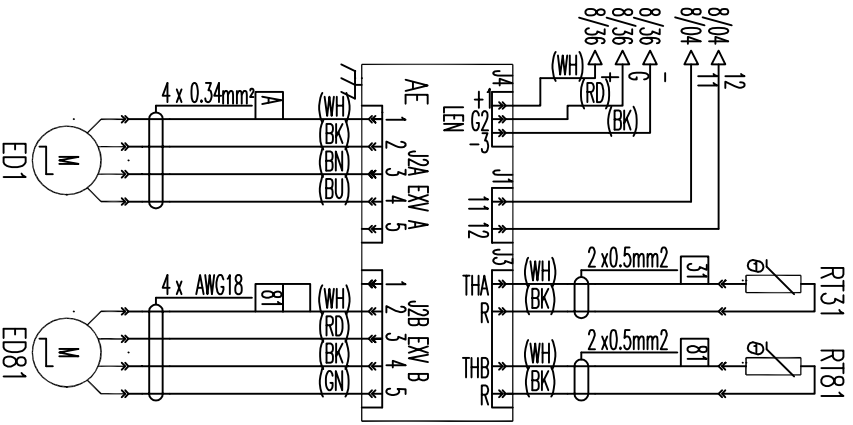 8/36
8/36
8/36
8/04
8/04
(WH)
+
(RD)
G
(BK)
-
11
12
J4
+1
G2
-3
LEN
AE
J1
11
12
4 x 0.34mm²
A
(WH)
(BK)
(BN)
(BU)
1
2
3
4
5
J2A EXV A
M
ED1
J3
THA
R
(WH)
(BK)
2 x0.5mm2
31
θ
RT31
4 x AWG18
81
(WH)
(RD)
(BK)
(GN)
1
2
3
4
5
J2B EXV B
M
ED81
THB
R
(WH)
(BK)
2 x0.5mm2
81
θ
RT81